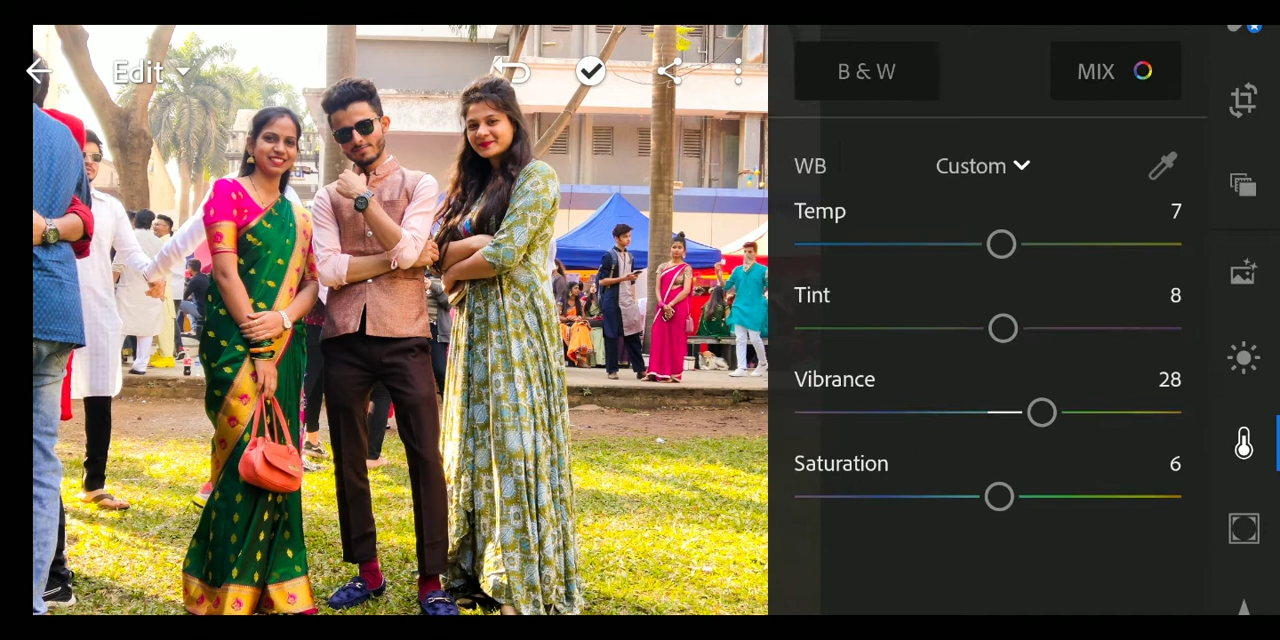 Edit
B & W
MIX
WB
Custom
Temp
7
Tint
8
Vibrance
28
Saturation
6